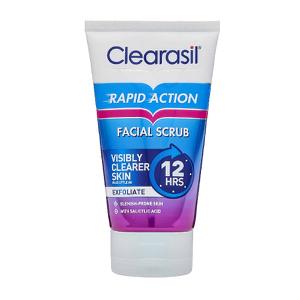 Clearasil®
RAPID ACTION
FACIAL SCRUB
VISIBLY
CLEARER
SKIN
12
HRS
EXFOLIATE
BLEMISH-PRONE SKIN
WITH SALICYLIC ACID